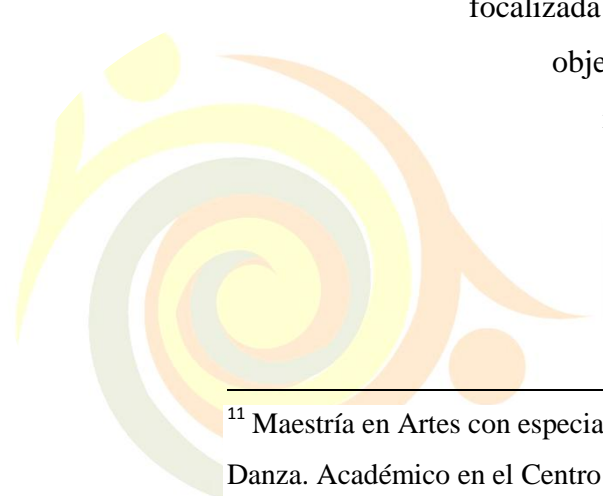 focalizada
obje
¹¹ Maestría en Artes con especia
Danza. Académico en el Centro